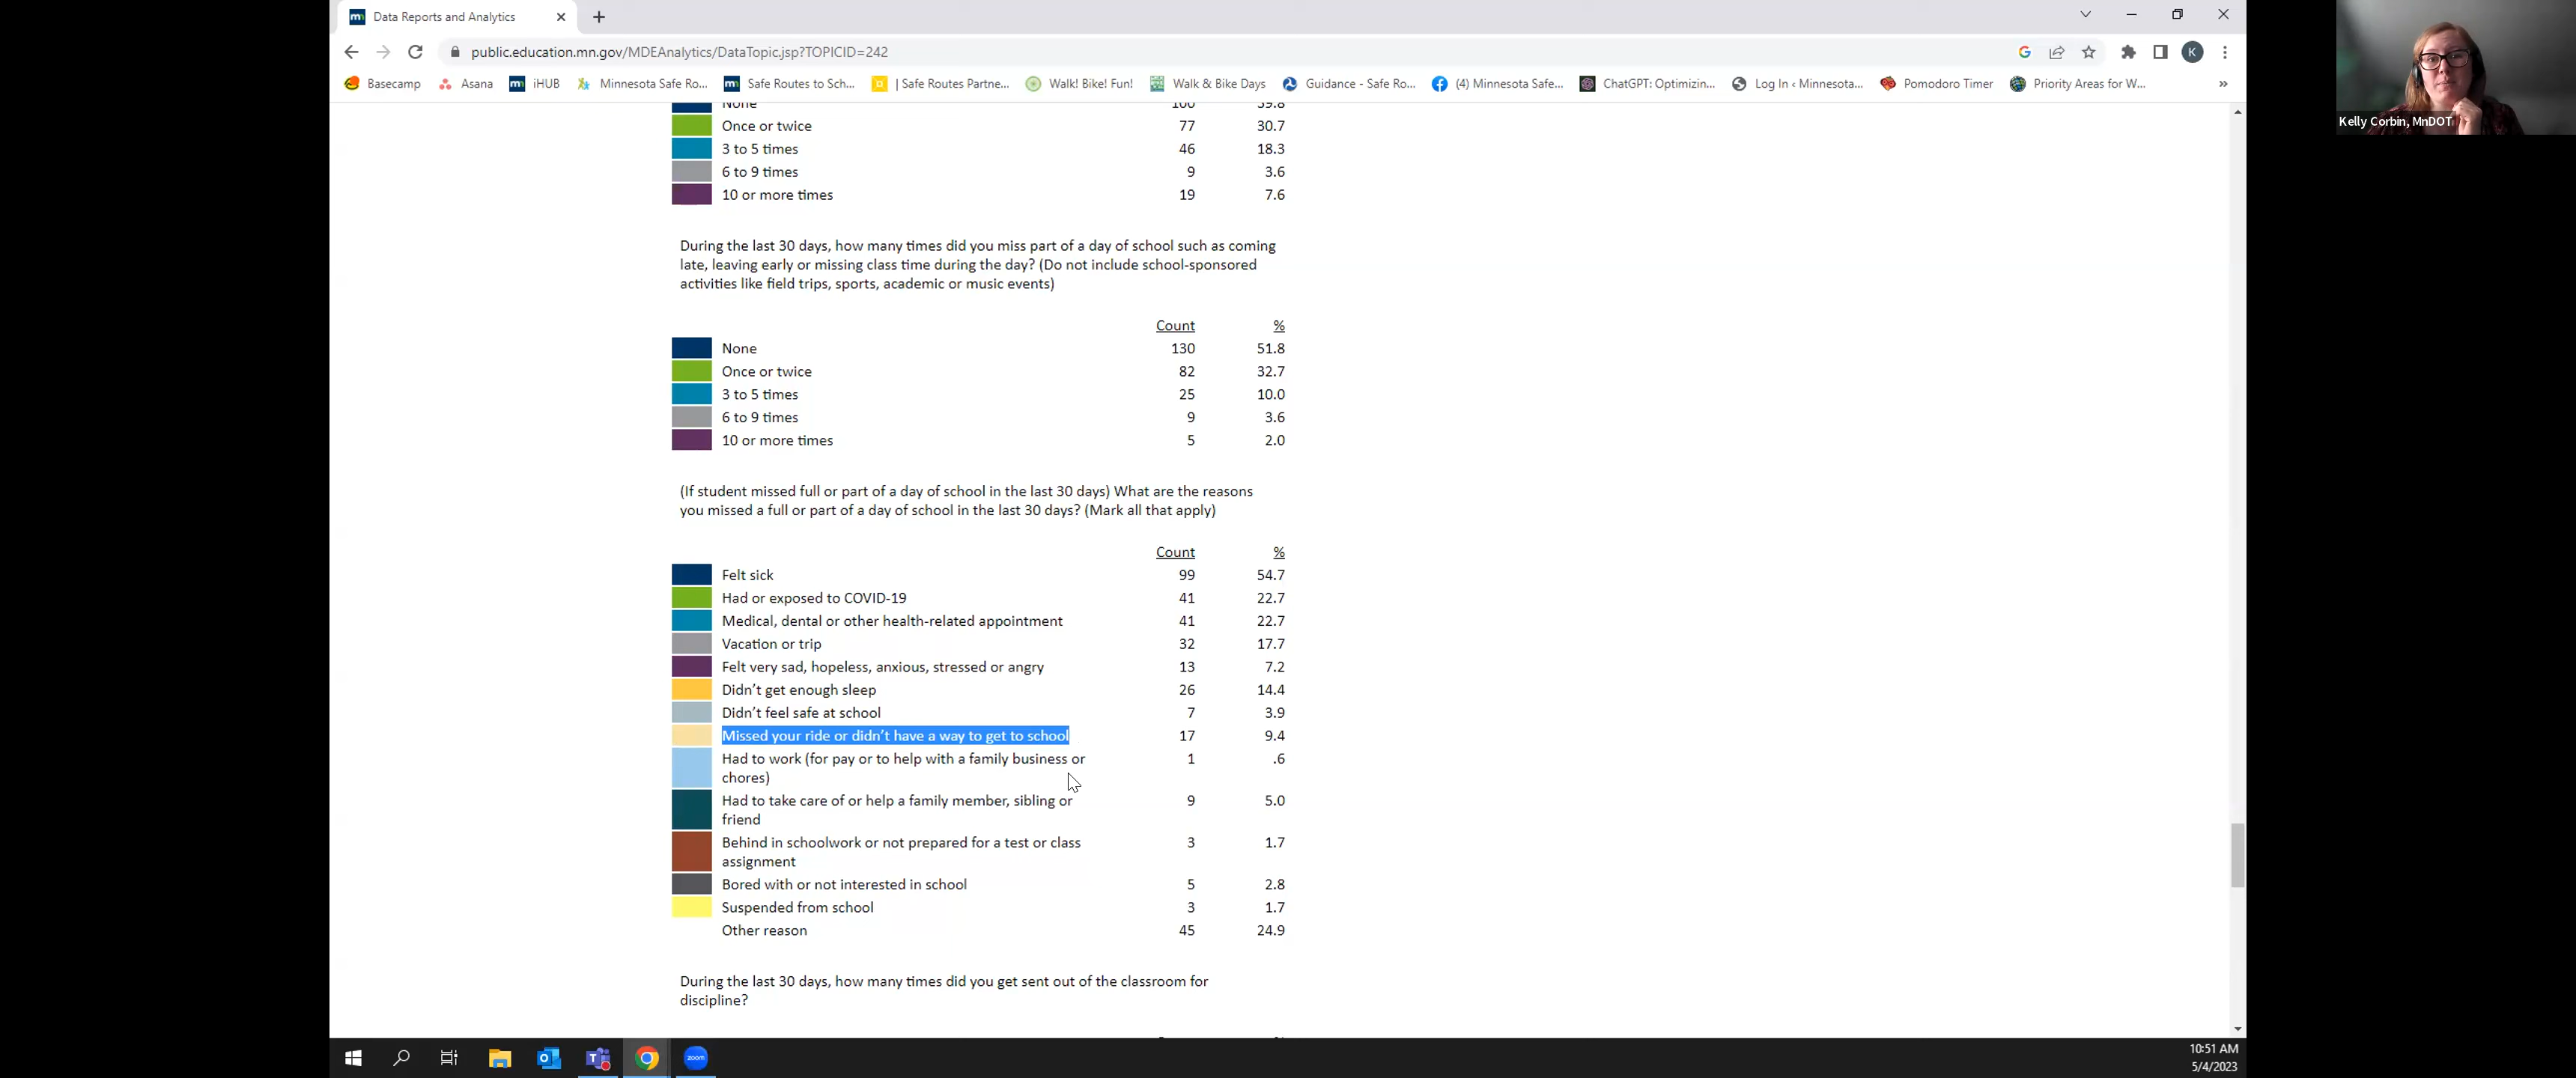 Data Reports and Analytics
public.education.mn.gov/MDEAnalytics/DataTopic.jsp?TOPICID=242
K
Basecamp Asana iHUB Minnesota Safe Ro... Safe Routes to Sch... | Safe Routes Partne... Walk! Bike! Fun! Walk & Bike Days Guidance - Safe Ro... (4) Minnesota Safe... ChatGPT: Optimizin... Log In ‹ Minnesota... Pomodoro Timer Priority Areas for W... »
Kelly Corbin, MnDOT
None 100 39.8
Once or twice 77 30.7
3 to 5 times 46 18.3
6 to 9 times 9 3.6
10 or more times 19 7.6
During the last 30 days, how many times did you miss part of a day of school such as coming
late, leaving early or missing class time during the day? (Do not include school-sponsored
activities like field trips, sports, academic or music events)
Count %
None 130 51.8
Once or twice 82 32.7
3 to 5 times 25 10.0
6 to 9 times 9 3.6
10 or more times 5 2.0
(If student missed full or part of a day of school in the last 30 days) What are the reasons
you missed a full or part of a day of school in the last 30 days? (Mark all that apply)
Count %
Felt sick 99 54.7
Had or exposed to COVID-19 41 22.7
Medical, dental or other health-related appointment 41 22.7
Vacation or trip 32 17.7
Felt very sad, hopeless, anxious, stressed or angry 13 7.2
Didn't get enough sleep 26 14.4
Didn't feel safe at school 7 3.9
Missed your ride or didn't have a way to get to school 17 9.4
Had to work (for pay or to help with a family business or 1 .6
chores)
Had to take care of or help a family member, sibling or 9 5.0
friend
Behind in schoolwork or not prepared for a test or class 3 1.7
assignment
Bored with or not interested in school 5 2.8
Suspended from school 3 1.7
Other reason 45 24.9
During the last 30 days, how many times did you get sent out of the classroom for
discipline?
zoom
10:51 AM
5/4/2023